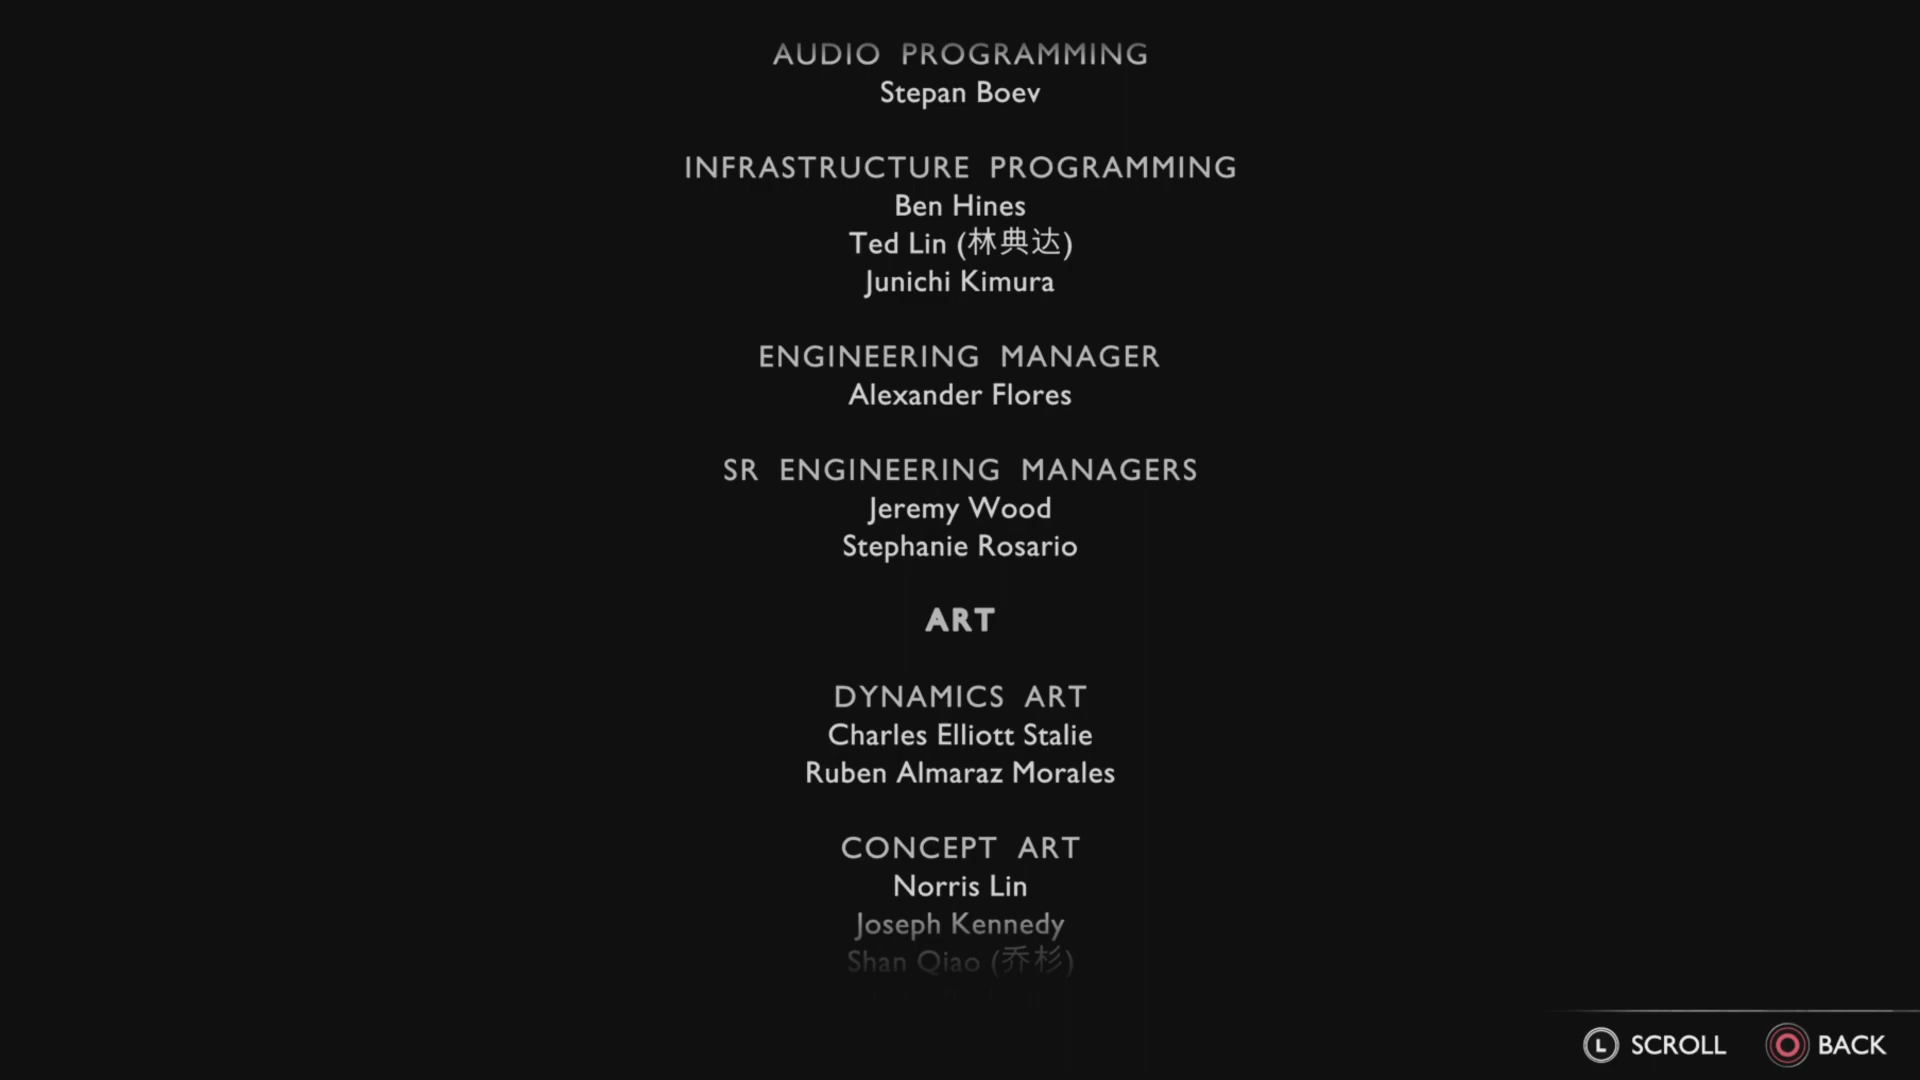 AUDIO PROGRAMMING
Stepan Boev
INFRASTRUCTURE PROGRAMMING
Ben Hines
Ted Lin (林典达)
Junichi Kimura
ENGINEERING MANAGER
Alexander Flores
SR ENGINEERING MANAGERS
Jeremy Wood
Stephanie Rosario
ART
DYNAMICS ART
Charles Elliott Stalie
Ruben Almaraz Morales
CONCEPT ART
Norris Lin
Joseph Kennedy
Shan Qiao (乔杉)
L SCROLL
BACK